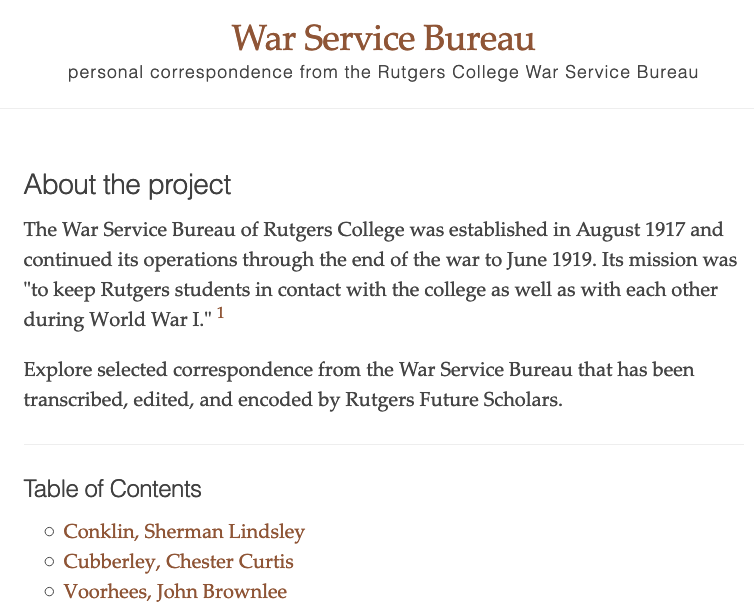 War Service Bureau
personal correspondence from the Rutgers College War Service Bureau
About the project
The War Service Bureau of Rutgers College was established in August 1917 and
continued its operations through the end of the war to June 1919. Its mission was
"to keep Rutgers students in contact with the college as well as with each other
during World War I." 1
Explore selected correspondence from the War Service Bureau that has been
transcribed, edited, and encoded by Rutgers Future Scholars.
Table of Contents
Conklin, Sherman Lindsley
Cubberley, Chester Curtis
Voorhees, John Brownlee